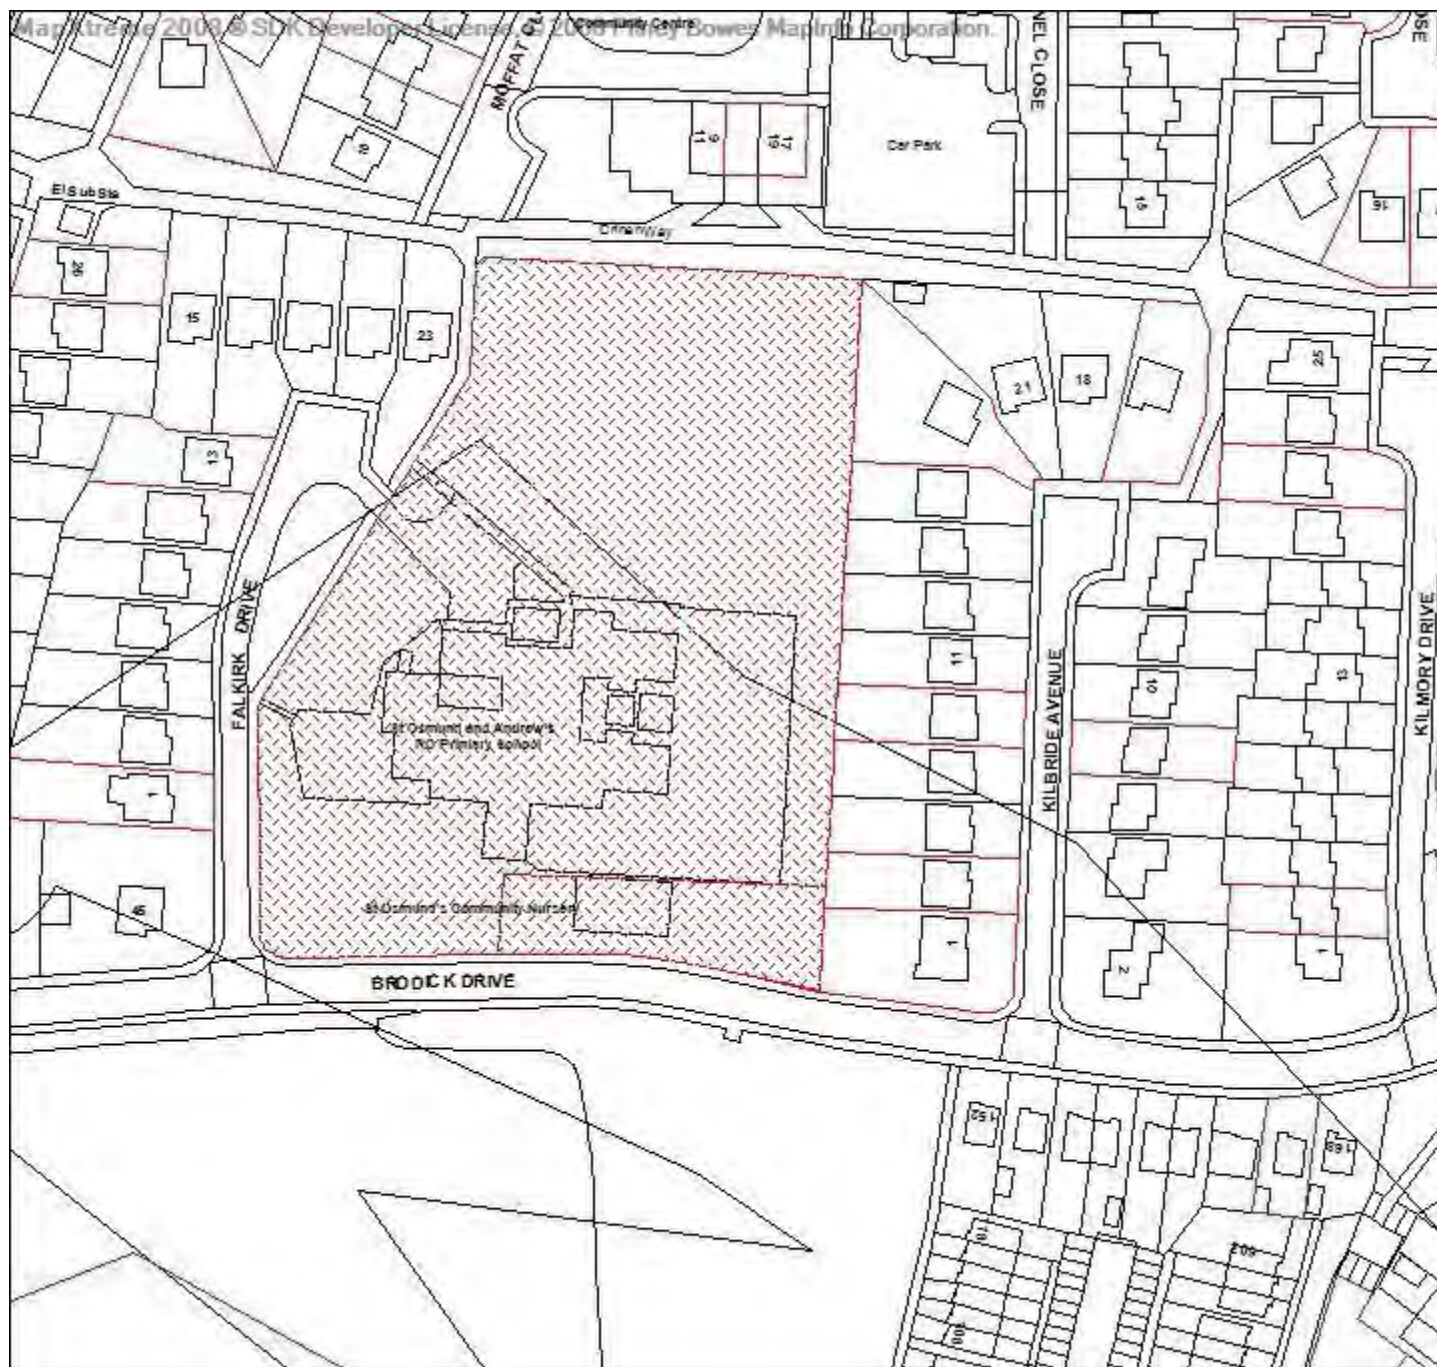 MapXtreme 2008 ® SDK Developer License. © 2008 Pitney Bowes MapInfo Corporation.
Community Centre
MOFFAT
NEL CLOSE
OSE
9
11
17
19
Car Park
El Sub Sta
15
16
26
Way
15
23
25
21
18
13
FALKIRK DRIVE
11
10
13
KILBRIDE AVENUE
KILMORY DRIVE
St Osmund and Andrew's
RC Primary School
1
St Osmund's Community Nursery
1
2
1
BRODICK DRIVE
152
168